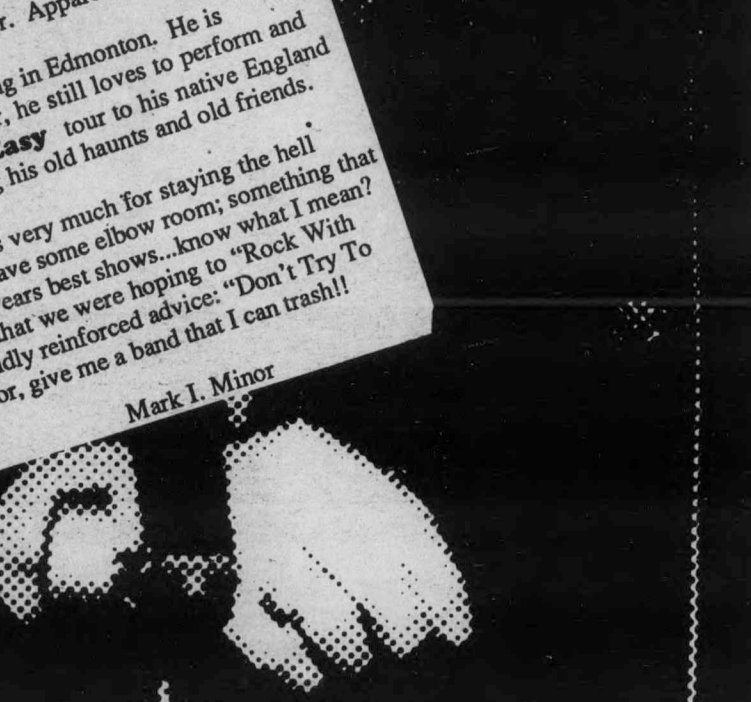 r. Appar
g in Edmonton. He is
, he still loves to perform and
asy tour to his native England
his old haunts and old friends.
s very much for staying the hell
ave some elbow room; something that
ears best shows...know what I mean?
hat we were hoping to “Rock With
dly reinforced advice: “Don't Try To
or, give me a band that I can trash!!
Mark I. Minor